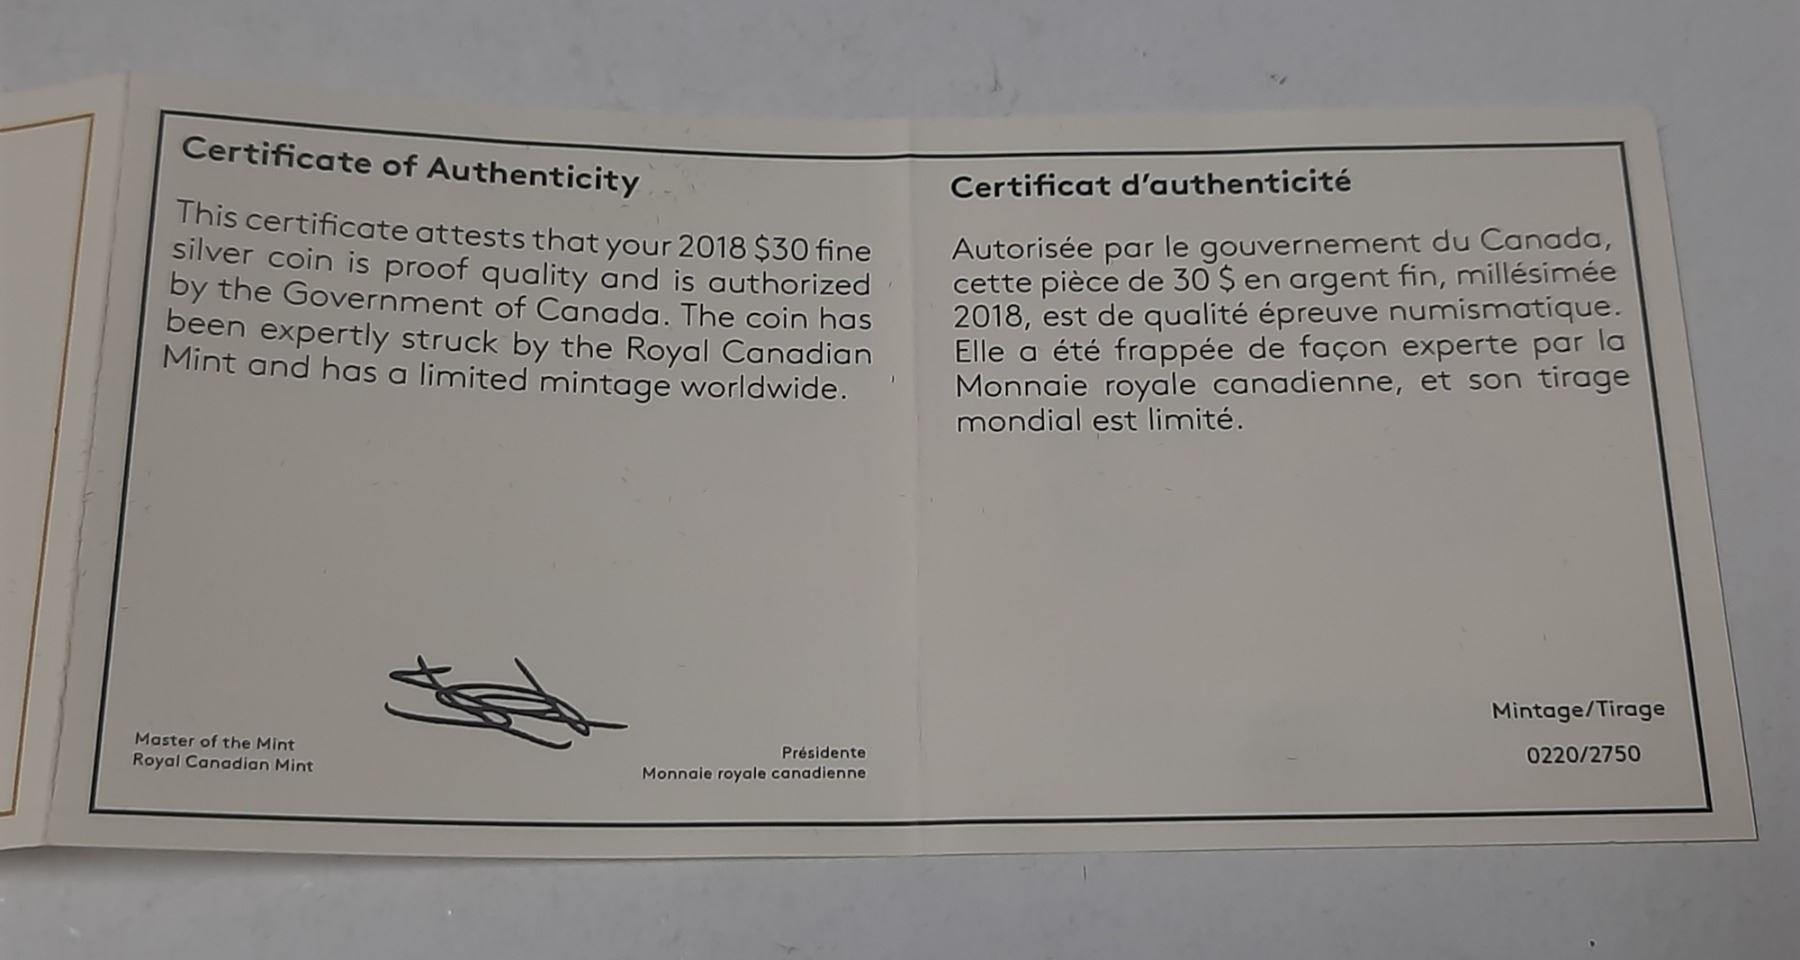 Certificate of Authenticity
This certificate attests that your 2018 $30 fine
silver coin is proof quality and is authorized
by the Government of Canada. The coin has
been expertly struck by the Royal Canadian
Mint and has a limited mintage worldwide.
Master of the Mint
Royal Canadian Mint
Présidente
Monnaie royale canadienne
Certificat d'authenticité
Autorisée par le gouvernement du Canada,
cette pièce de 30 $ en argent fin, millésimée
2018, est de qualité épreuve numismatique.
Elle a été frappée de façon experte par la
Monnaie royale canadienne, et son tirage
mondial est limité.
Mintage/Tirage
0220/2750